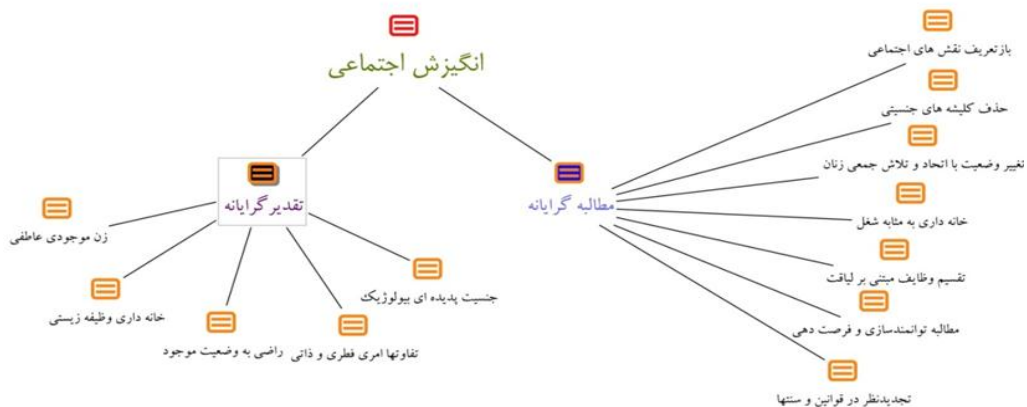 انگیزش اجتماعی
مطالبه گرایانه
بازتعریف نقش های اجتماعی
حذف کلیشه های جنسیتی
تغییر وضعیت با اتحاد و تلاش جمعی زنان
خانه داری به مثابه شغل
تقسیم وظایف مبتنی بر لیاقت
مطالبه توانمندسازی و فرصت دهی
تجدیدنظر در قوانین و سنتها
تقدیرگرایانه
جنسیت پدیده ای بیولوژیک
تفاوتها امری فطری و ذاتی
راضی به وضعیت موجود
خانه داری وظیفه زیستی
زن موجودی عاطفی